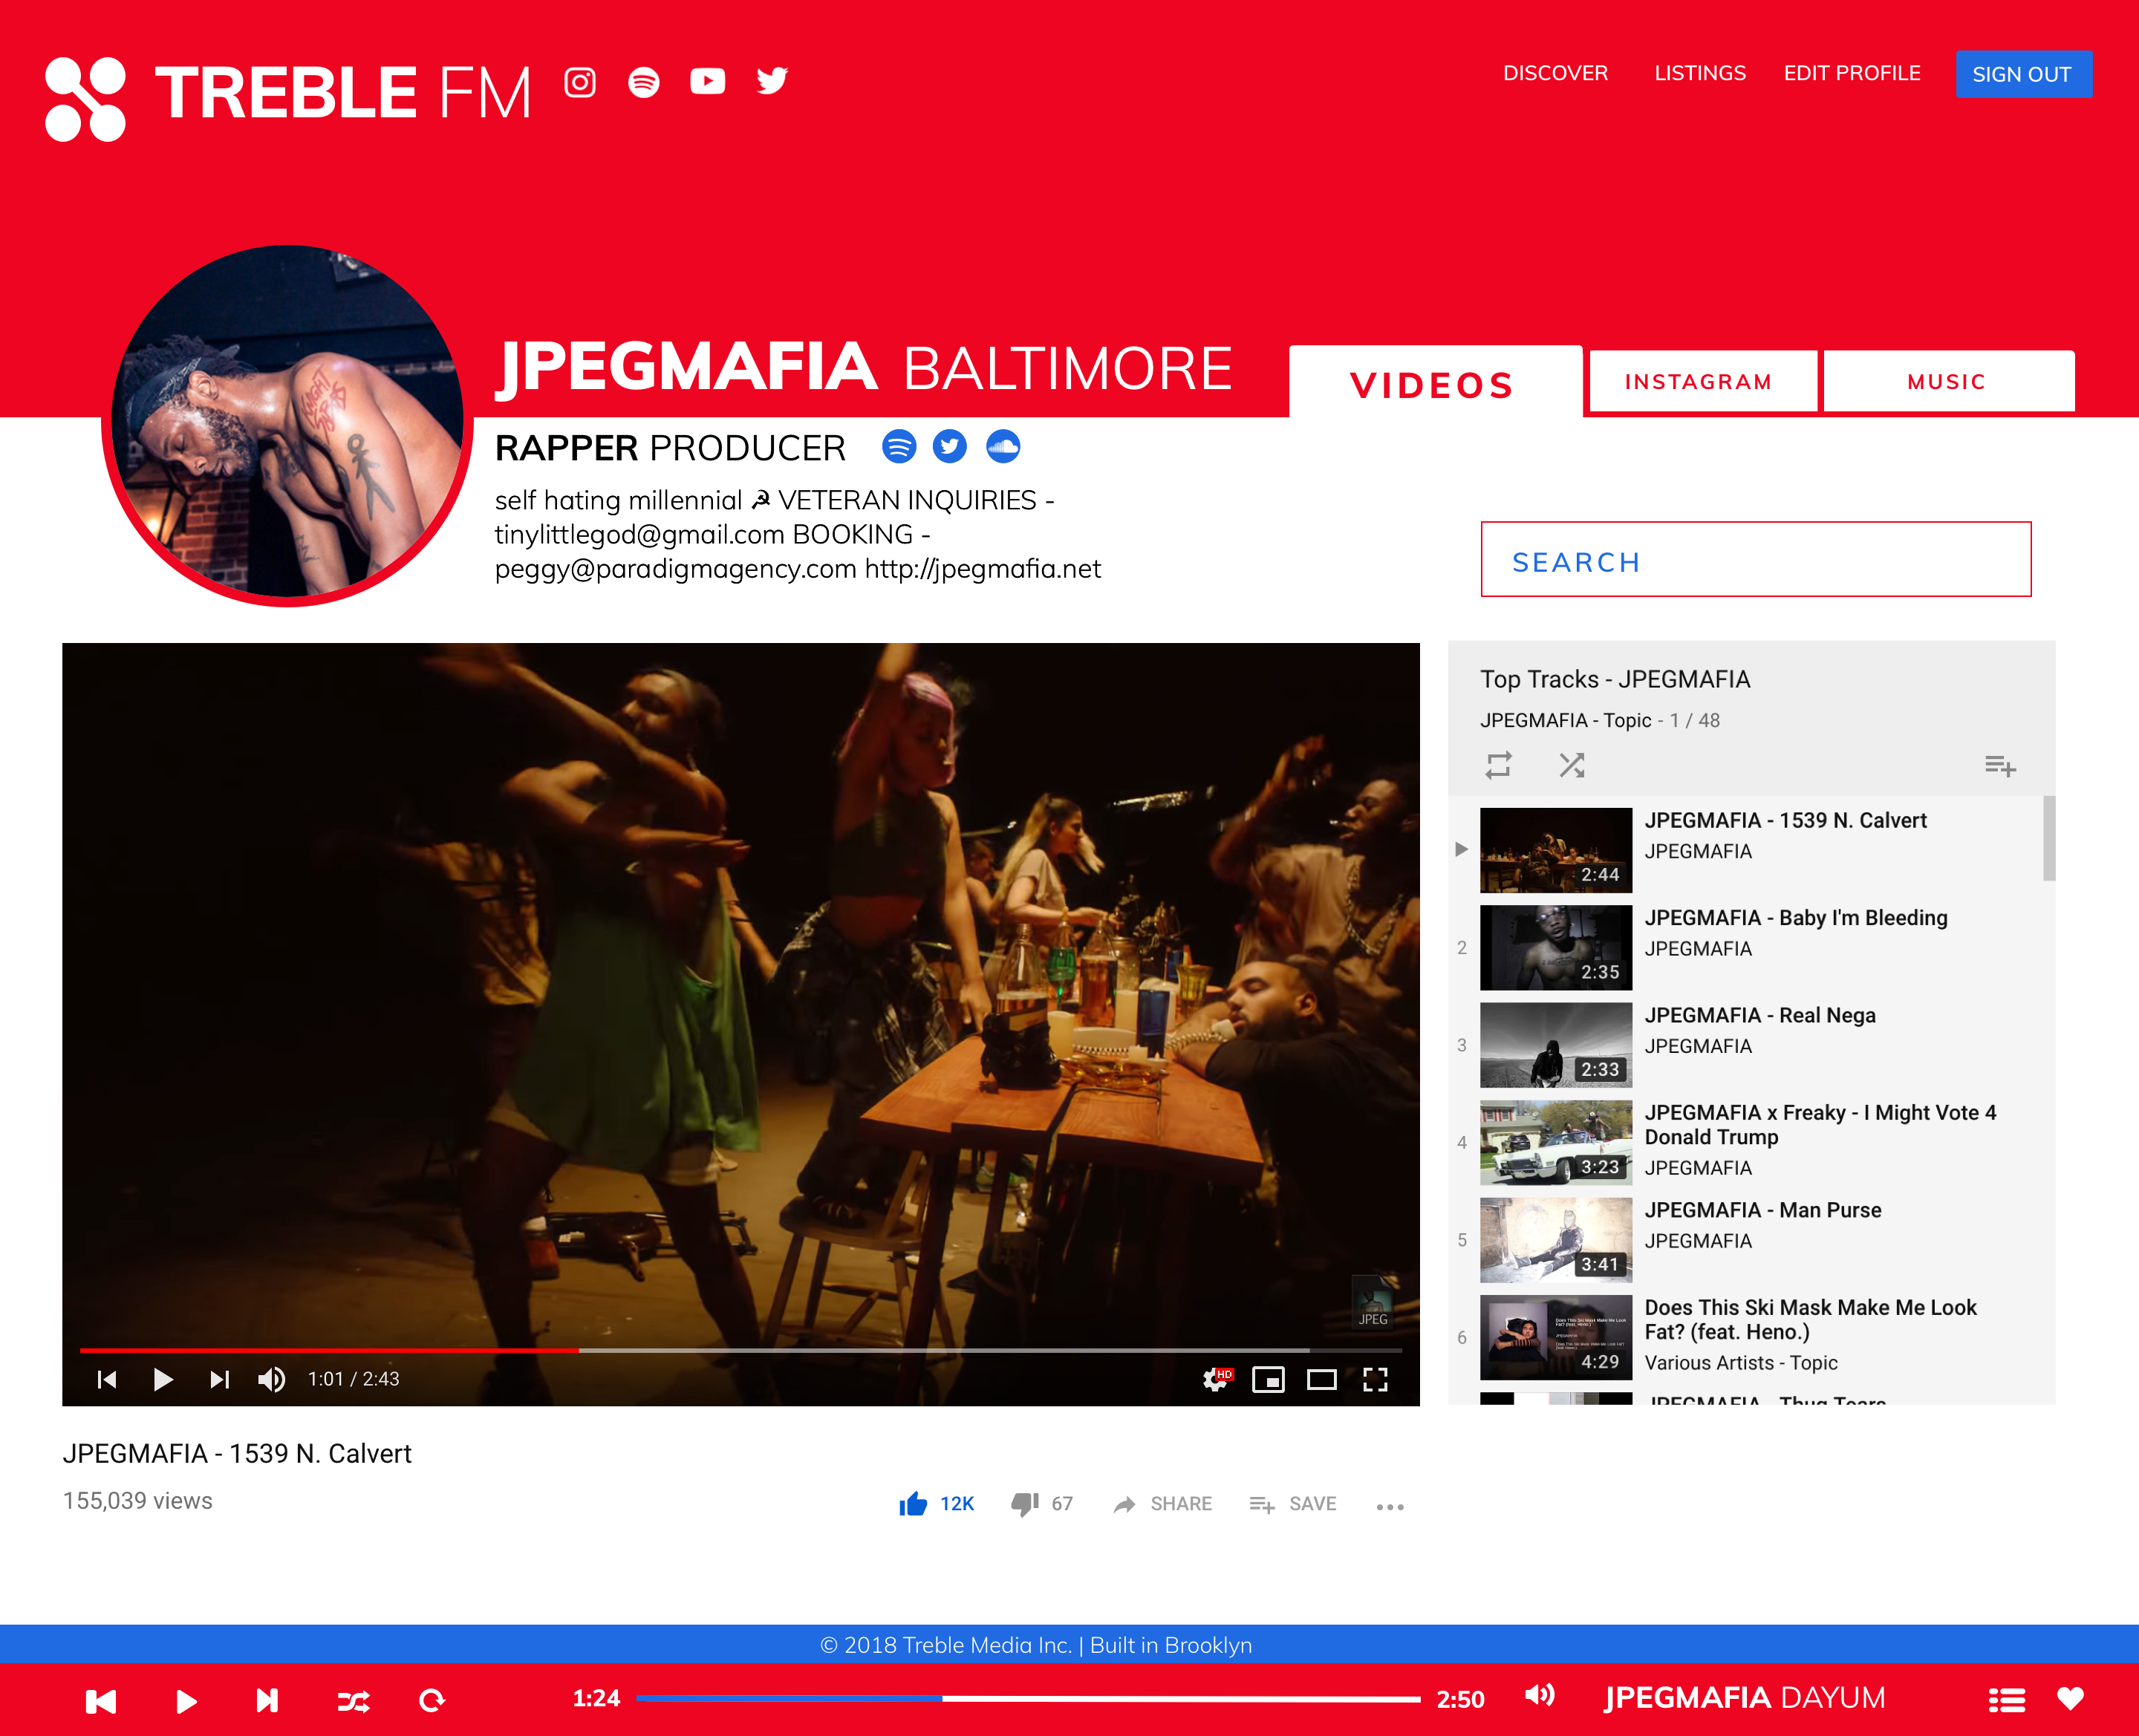 TREBLE FM
DISCOVER LISTINGS EDIT PROFILE SIGN OUT
JPEGMAFIA BALTIMORE
VIDEOS INSTAGRAM MUSIC
RAPPER PRODUCER
self hating millennial ☭ VETERAN INQUIRIES -
tinylittlegod@gmail.com BOOKING -
peggy@paradigmagency.com http://jpegmafia.net
SEARCH
JPEG
HD
1:01 / 2:43
JPEGMAFIA - 1539 N. Calvert
155,039 views
12K 67 SHARE SAVE
Top Tracks - JPEGMAFIA
JPEGMAFIA - Topic - 1 / 48
JPEGMAFIA - 1539 N. Calvert
JPEGMAFIA
2:44
2
JPEGMAFIA - Baby I'm Bleeding
JPEGMAFIA
2:35
3
JPEGMAFIA - Real Nega
JPEGMAFIA
2:33
4
JPEGMAFIA x Freaky - I Might Vote 4
Donald Trump
JPEGMAFIA
3:23
5
JPEGMAFIA - Man Purse
JPEGMAFIA
3:41
6
Does This Ski Mask Make Me Look
Fat? (feat. Heno.)
Various Artists - Topic
4:29
JPEGMAFIA - Thug Tears
© 2018 Treble Media Inc. | Built in Brooklyn
1:24 2:50 JPEGMAFIA DAYUM